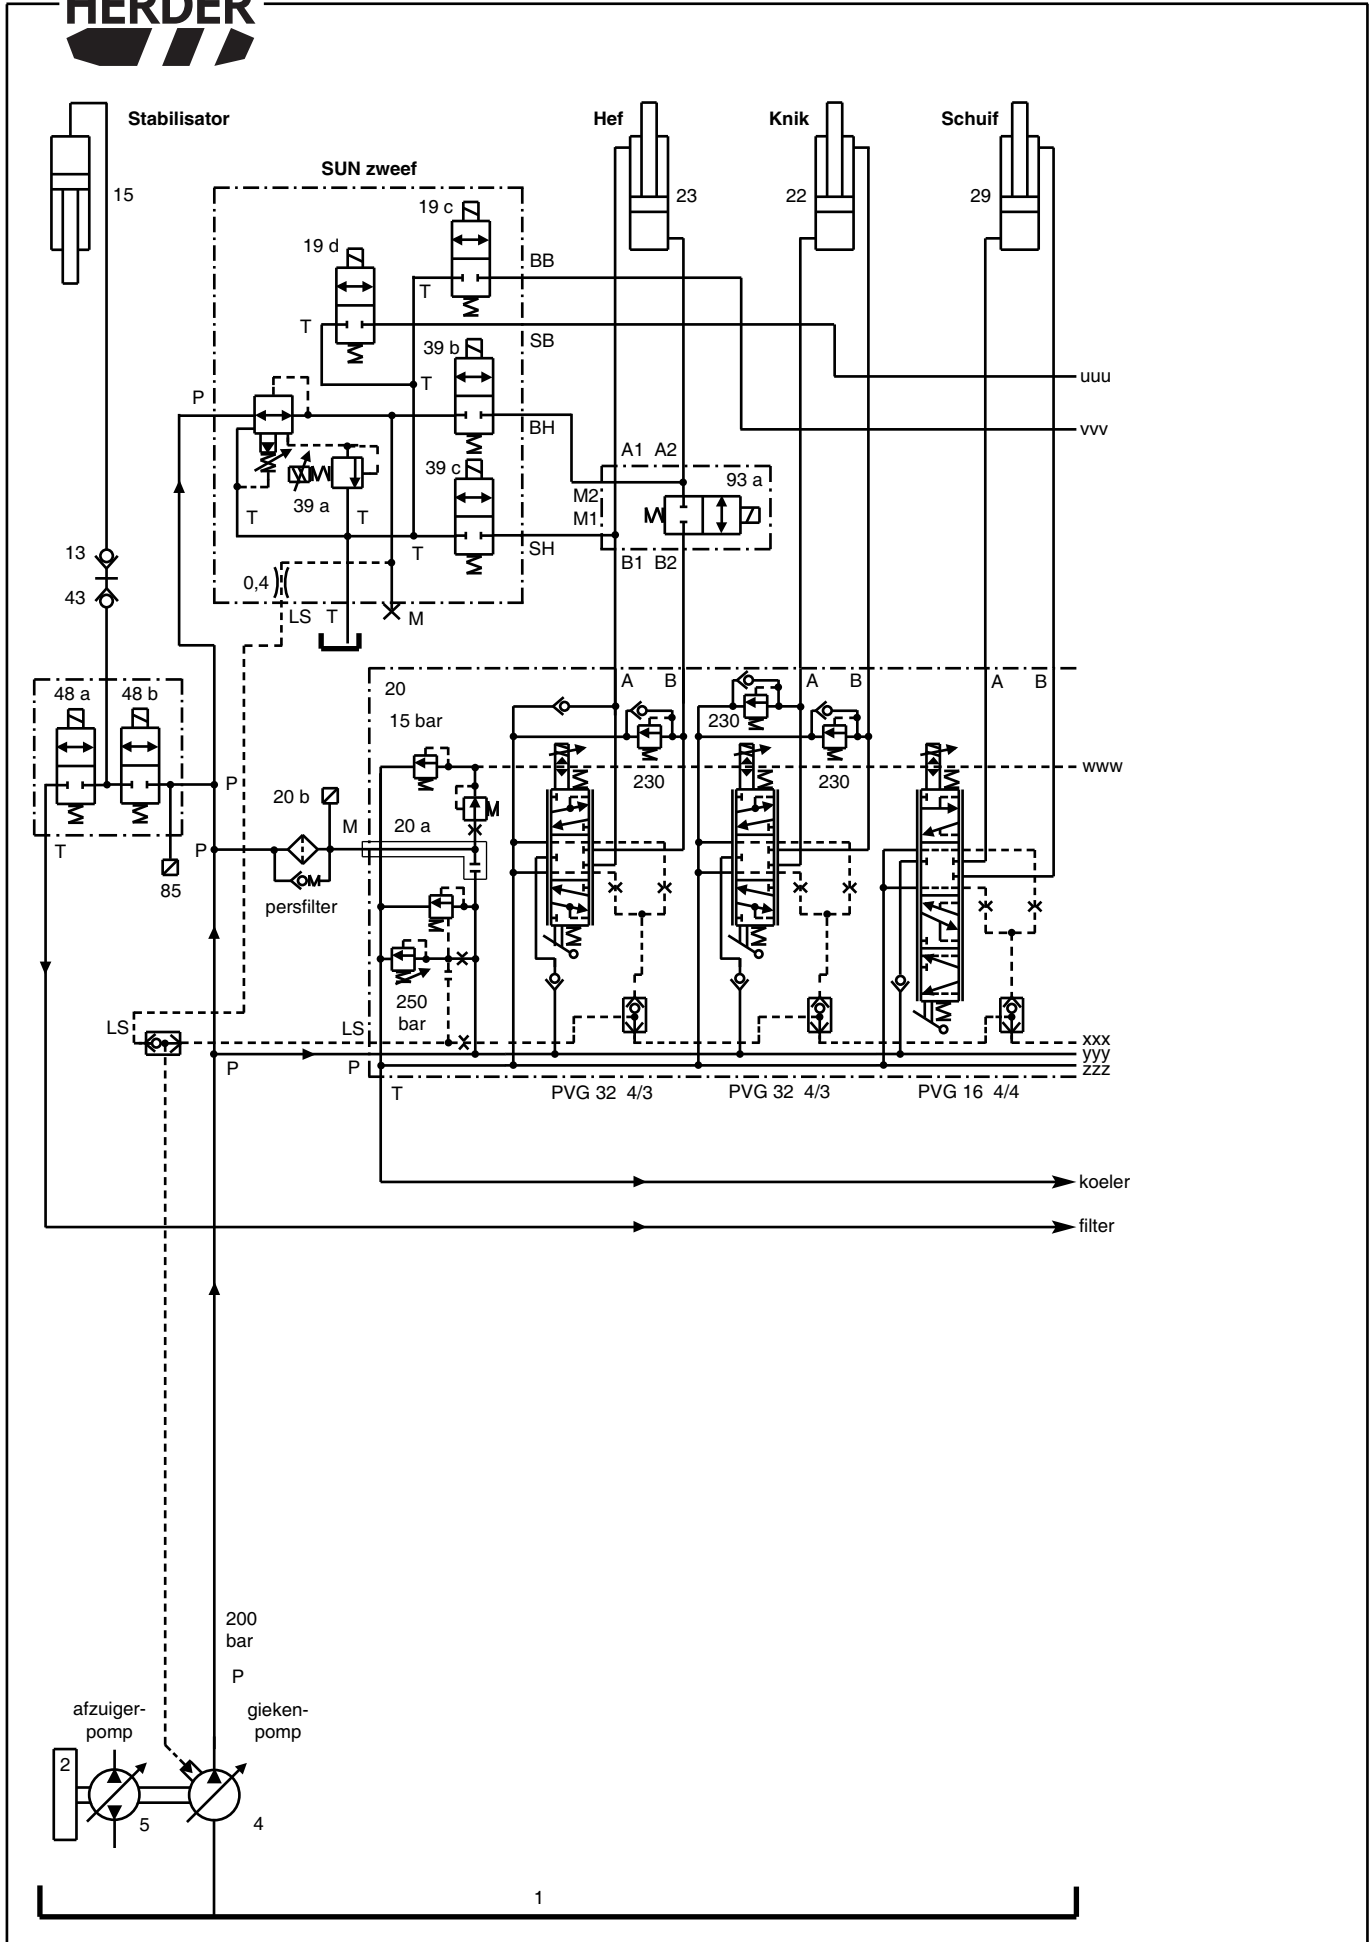 HERDER
Stabilisator
Hef
Knik
Schuif
15
SUN zweef
23
22
29
19 c
19 d
BB
T
T
SB
39 b
T
uuu
P
BH
vvv
A1 A2
39 c
93 a
M2
39 a
M1
T
T
T
SH
B1 B2
13
0,4
43
LS T
M
48 a 48 b
20
A B
A B
A B
15 bar
230
www
P
20 b
230
230
M
20 a
T
P
85
persfilter
250
bar
LS
LS
xxx
yyy
P
P
zzz
T
PVG 32 4/3
PVG 32 4/3
PVG 16 4/4
koeler
filter
200
bar
P
afzuiger-
pomp
gieken-
pomp
2
5
4
1